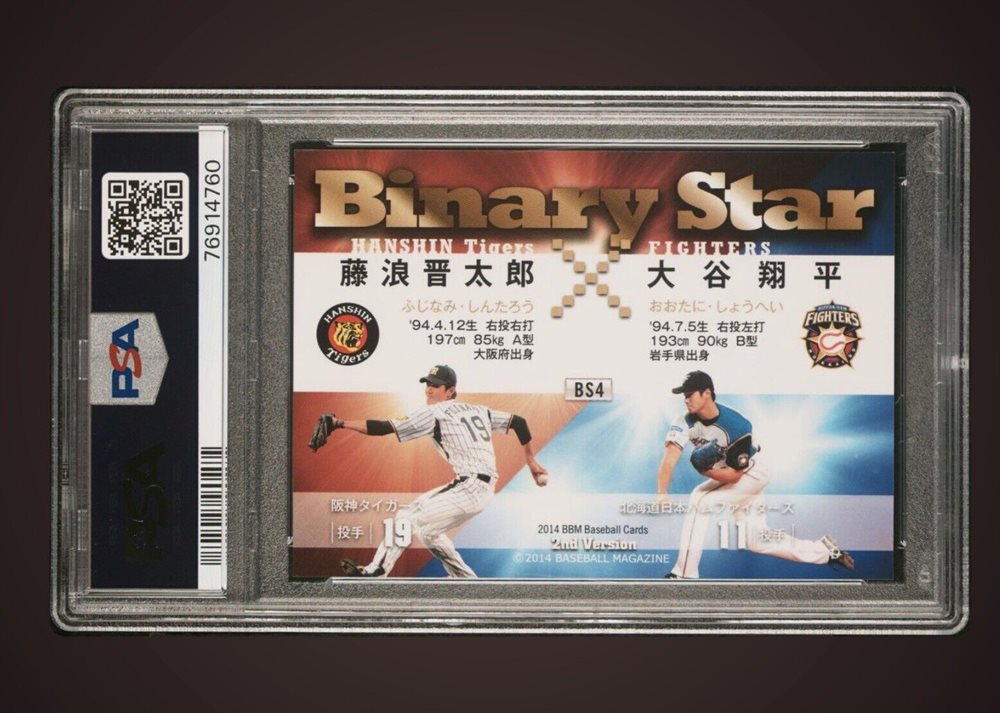 76914760
PSA
PSA
Binary Star
HANSHIN Tigers
FIGHTERS
藤浪晋太郎
大谷翔平
ふじなみ・しんたろう
おおたに・しょうへい
HANSHIN
Tigers
'94.4.12生 右投右打
197cm 85kg A型
大阪府出身
'94.7.5生 右投左打
193cm 90kg B型
岩手県出身
FIGHTERS
BS4
19
阪神タイガース
投手 19
北海道日本ハムファイターズ
11 投手
2014 BBM Baseball Cards
2nd Version
©2014 BASEBALL MAGAZINE